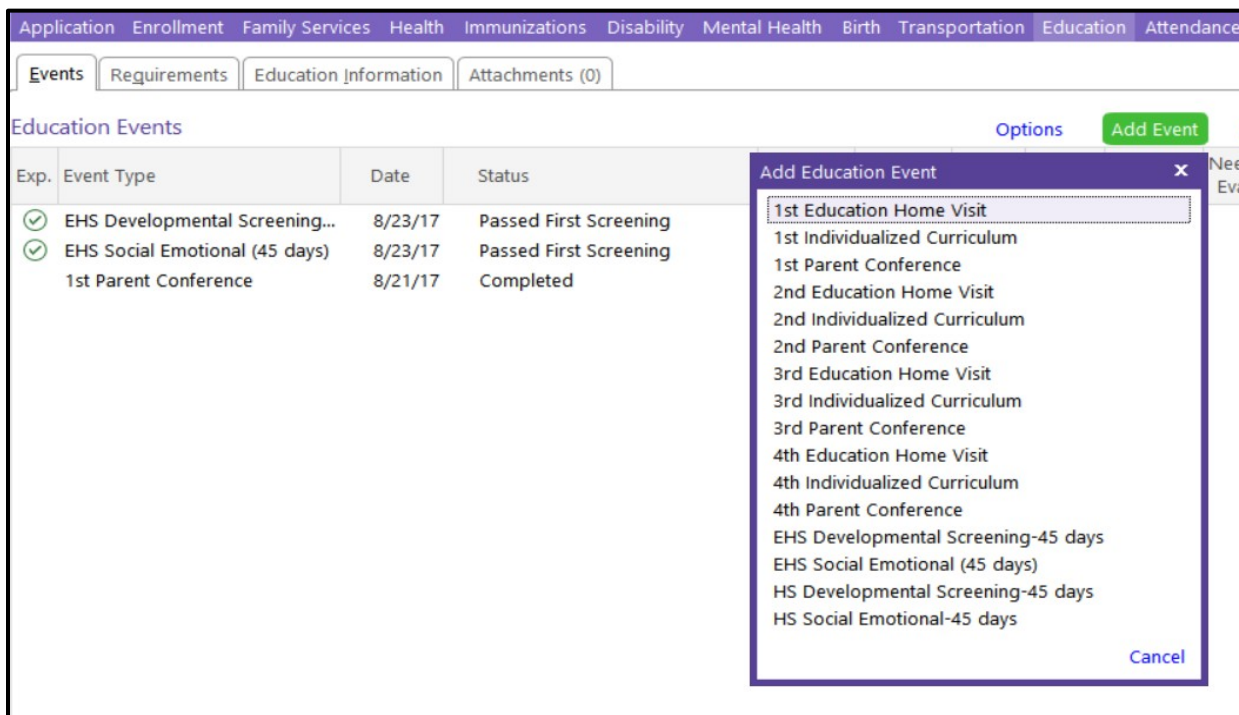 Application Enrollment Family Services Health Immunizations Disability Mental Health Birth Transportation Education Attendance
Events Requirements Education Information Attachments (0)
Education Events Options Add Event
Exp. Event Type Date Status
EHS Developmental Screening... 8/23/17 Passed First Screening
EHS Social Emotional (45 days) 8/23/17 Passed First Screening
1st Parent Conference 8/21/17 Completed
Add Education Event x
1st Education Home Visit
1st Individualized Curriculum
1st Parent Conference
2nd Education Home Visit
2nd Individualized Curriculum
2nd Parent Conference
3rd Education Home Visit
3rd Individualized Curriculum
3rd Parent Conference
4th Education Home Visit
4th Individualized Curriculum
4th Parent Conference
EHS Developmental Screening-45 days
EHS Social Emotional (45 days)
HS Developmental Screening-45 days
HS Social Emotional-45 days
Cancel